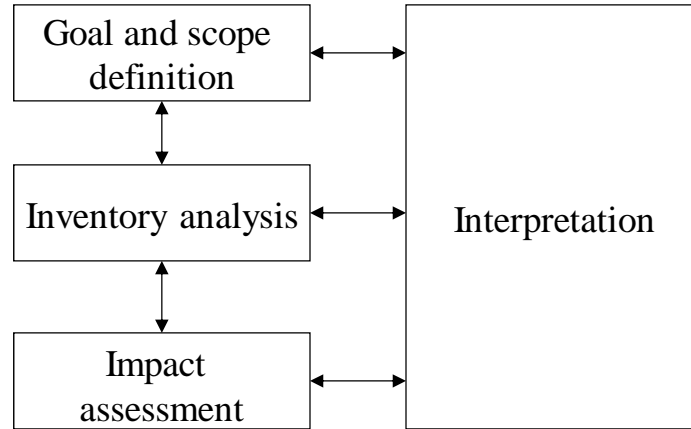 Goal and scope
definition
Inventory analysis
Interpretation
Impact
assessment